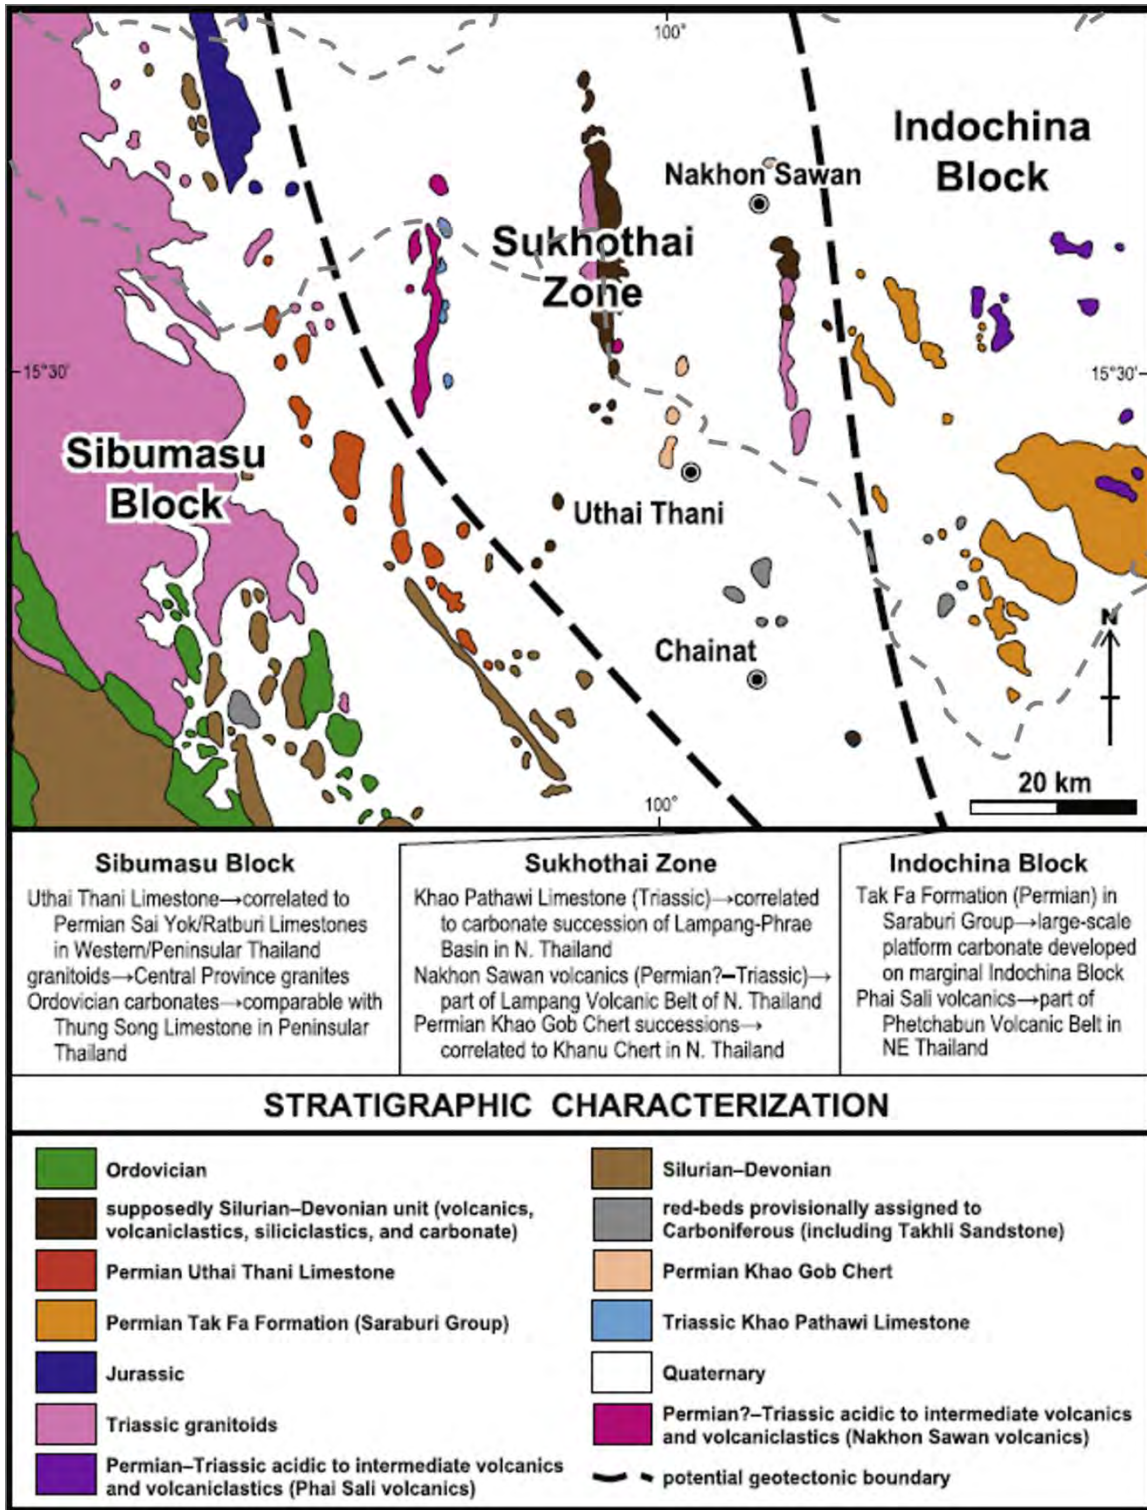 100°
Indochina
Block
Nakhon Sawan
Sukhothai
Zone
15°30'
15°30'
Sibumasu
Block
Uthai Thani
Chainat
N
20 km
100°
Sibumasu Block
Uthai Thani Limestone→correlated to
Permian Sai Yok/Ratburi Limestones
in Western/Peninsular Thailand
granitoids→Central Province granites
Ordovician carbonates→comparable with
Thung Song Limestone in Peninsular
Thailand
Sukhothai Zone
Khao Pathawi Limestone (Triassic)→correlated
to carbonate succession of Lampang-Phrae
Basin in N. Thailand
Nakhon Sawan volcanics (Permian?–Triassic)→
part of Lampang Volcanic Belt of N. Thailand
Permian Khao Gob Chert successions→
correlated to Khanu Chert in N. Thailand
Indochina Block
Tak Fa Formation (Permian) in
Saraburi Group→large-scale
platform carbonate developed
on marginal Indochina Block
Phai Sali volcanics→part of
Phetchabun Volcanic Belt in
NE Thailand
STRATIGRAPHIC CHARACTERIZATION
Ordovician
supposedly Silurian–Devonian unit (volcanics,
volcaniclastics, siliciclastics, and carbonate)
Permian Uthai Thani Limestone
Permian Tak Fa Formation (Saraburi Group)
Jurassic
Triassic granitoids
Permian–Triassic acidic to intermediate volcanics
and volcaniclastics (Phai Sali volcanics)
Silurian–Devonian
red-beds provisionally assigned to
Carboniferous (including Takhli Sandstone)
Permian Khao Gob Chert
Triassic Khao Pathawi Limestone
Quaternary
Permian?–Triassic acidic to intermediate volcanics
and volcaniclastics (Nakhon Sawan volcanics)
potential geotectonic boundary